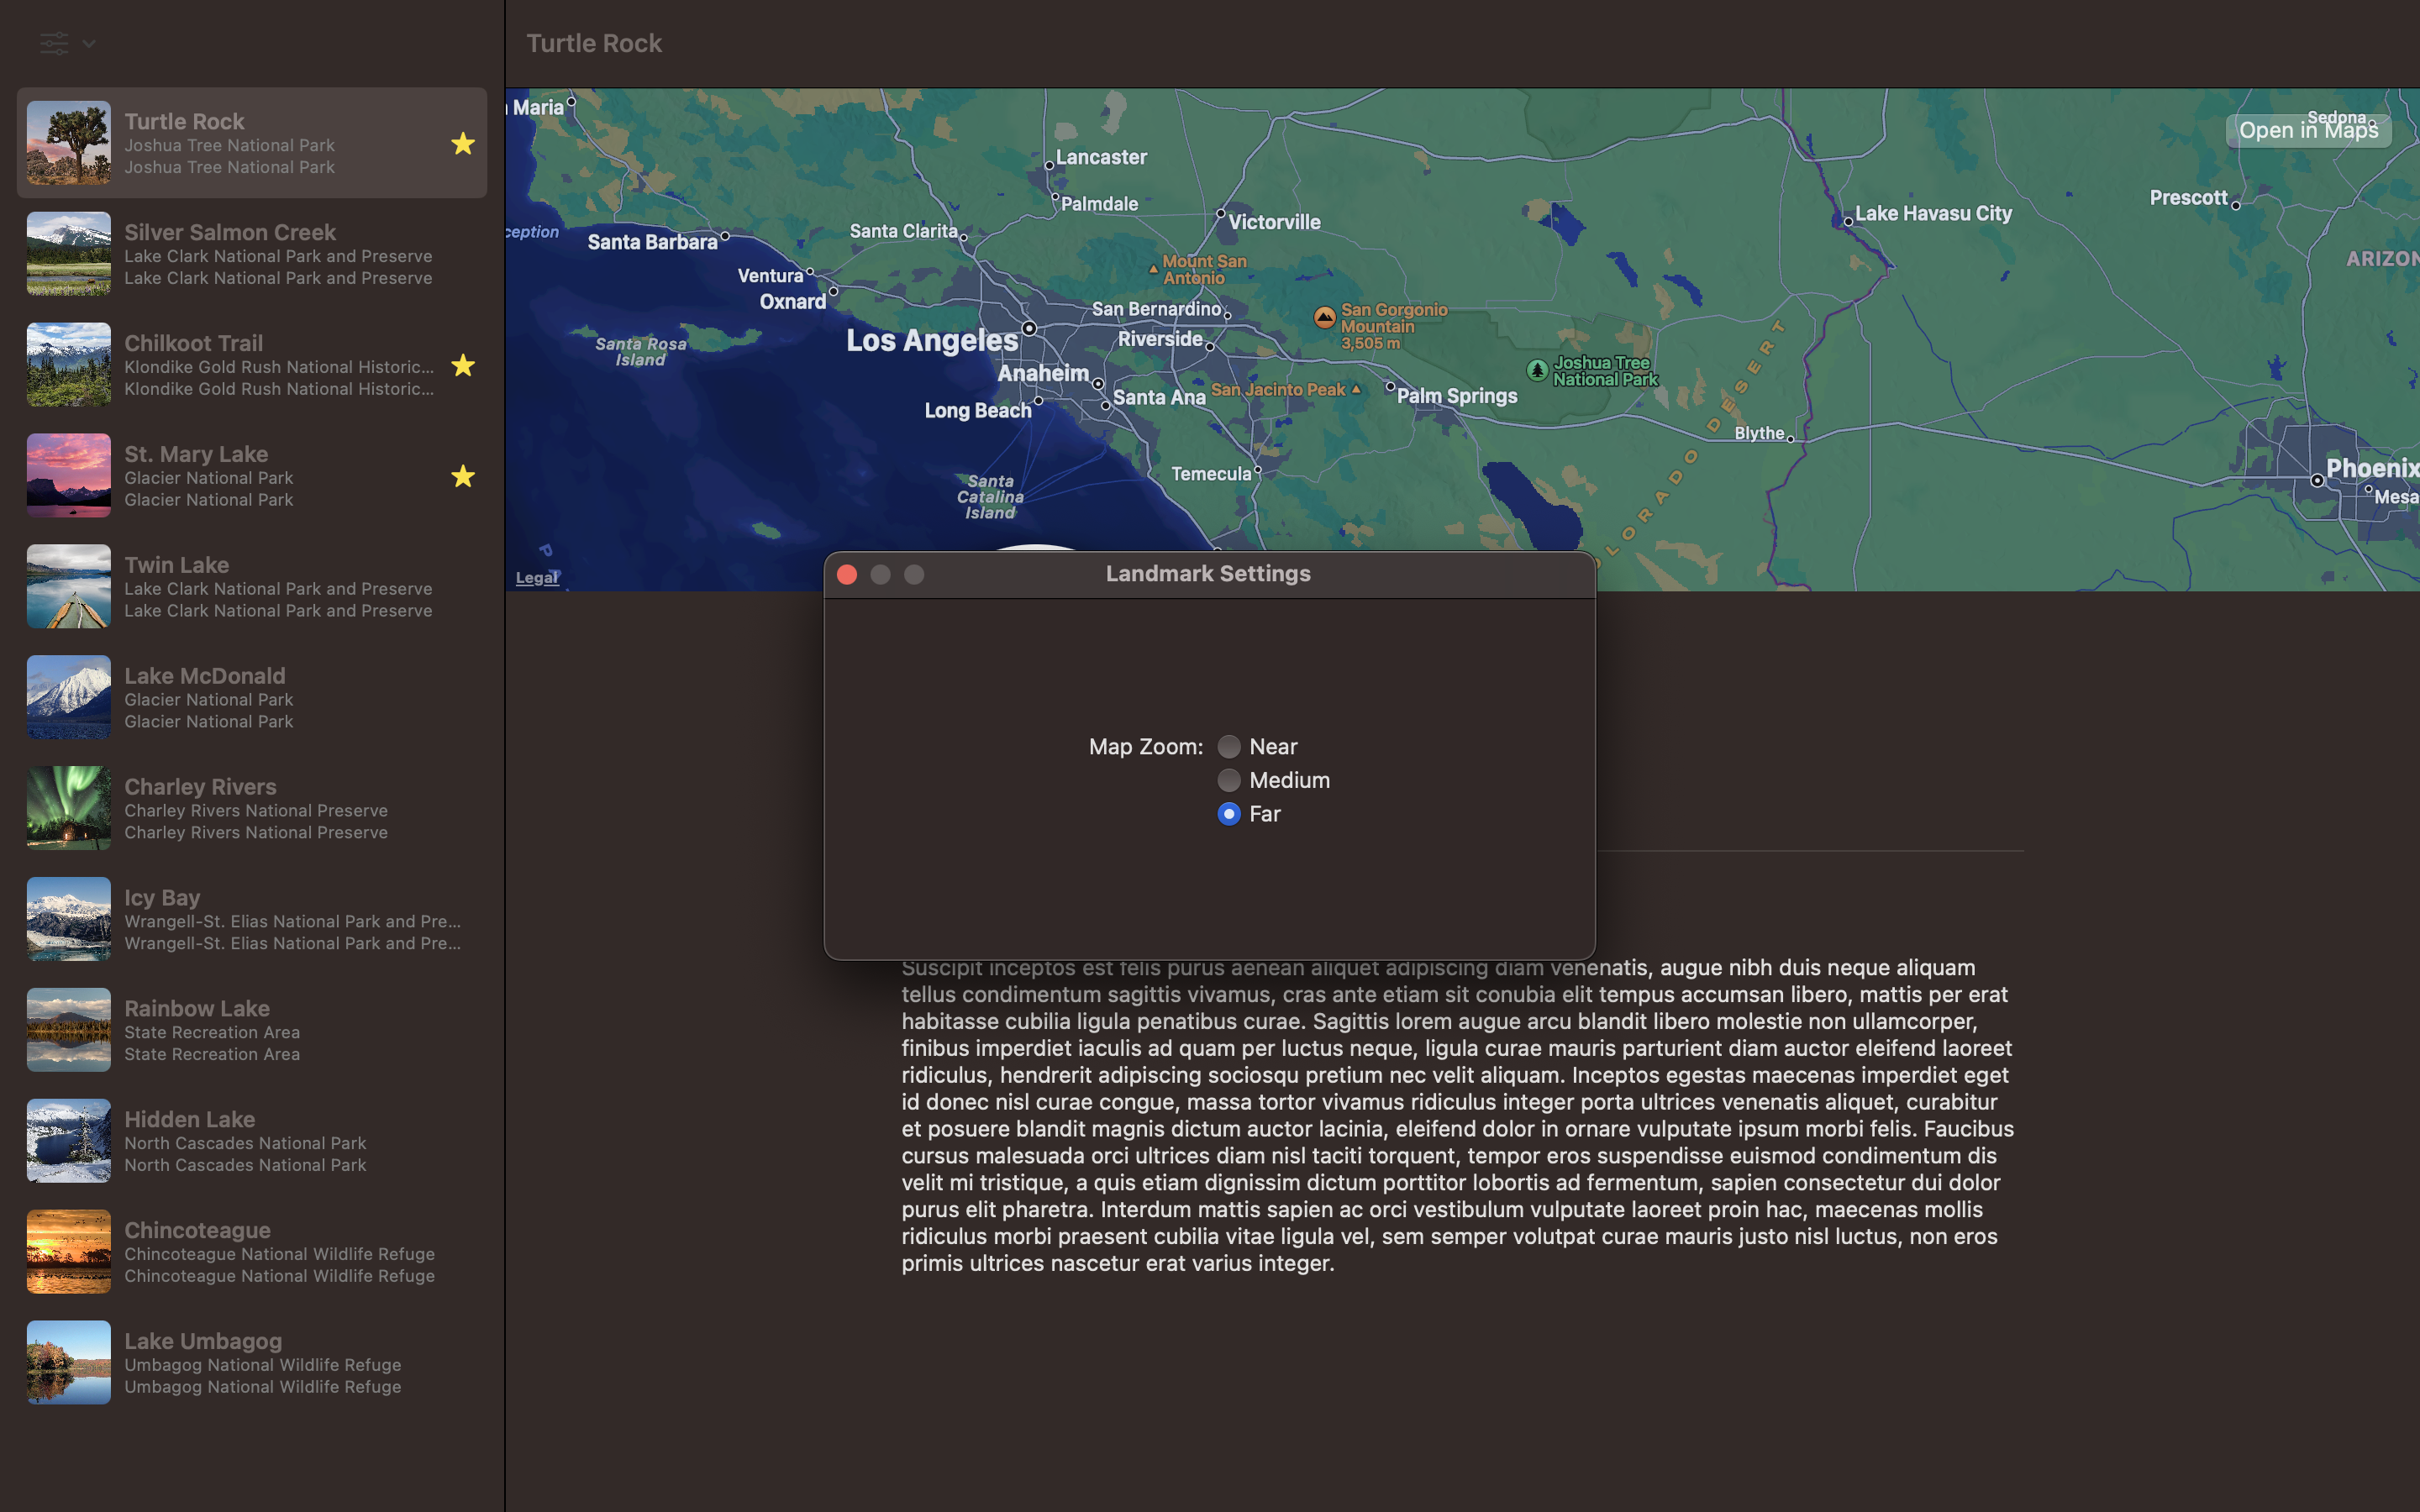 Turtle Rock
Joshua Tree National Park
Joshua Tree National Park
Silver Salmon Creek
Lake Clark National Park and Preserve
Lake Clark National Park and Preserve
Chilkoot Trail
Klondike Gold Rush National Historic...
Klondike Gold Rush National Historic...
St. Mary Lake
Glacier National Park
Glacier National Park
Twin Lake
Lake Clark National Park and Preserve
Lake Clark National Park and Preserve
Lake McDonald
Glacier National Park
Glacier National Park
Charley Rivers
Charley Rivers National Preserve
Charley Rivers National Preserve
Icy Bay
Wrangell-St. Elias National Park and Pre...
Wrangell-St. Elias National Park and Pre...
Rainbow Lake
State Recreation Area
State Recreation Area
Hidden Lake
North Cascades National Park
North Cascades National Park
Chincoteague
Chincoteague National Wildlife Refuge
Chincoteague National Wildlife Refuge
Lake Umbagog
Umbagog National Wildlife Refuge
Umbagog National Wildlife Refuge
Turtle Rock
Maria
Sedona
Open in Maps
Lancaster
Palmdale
Victorville
Prescott
Lake Havasu City
ception
Santa Barbara
Santa Clarita
ARIZON
Ventura
Oxnard
Mount San
Antonio
San Bernardino
San Gorgonio
Mountain
3,505 m
Los Angeles
Riverside
Santa Rosa
Island
Joshua Tree
National Park
Anaheim
Santa Ana
San Jacinto Peak
Palm Springs
Long Beach
OLORADO DESERT
Blythe
Temecula
Phoenix
Mesa
Santa
Catalina
Island
P
Legal
Landmark Settings
Map Zoom:
Near
Medium
Far
Suscipit inceptos est felis purus aenean aliquet adipiscing diam venenatis, augue nibh duis neque aliquam
tellus condimentum sagittis vivamus, cras ante etiam sit conubia elit tempus accumsan libero, mattis per erat
habitasse cubilia ligula penatibus curae. Sagittis lorem augue arcu blandit libero molestie non ullamcorper,
finibus imperdiet iaculis ad quam per luctus neque, ligula curae mauris parturient diam auctor eleifend laoreet
ridiculus, hendrerit adipiscing sociosqu pretium nec velit aliquam. Inceptos egestas maecenas imperdiet eget
id donec nisl curae congue, massa tortor vivamus ridiculus integer porta ultrices venenatis aliquet, curabitur
et posuere blandit magnis dictum auctor lacinia, eleifend dolor in ornare vulputate ipsum morbi felis. Faucibus
cursus malesuada orci ultrices diam nisl taciti torquent, tempor eros suspendisse euismod condimentum dis
velit mi tristique, a quis etiam dignissim dictum porttitor lobortis ad fermentum, sapien consectetur dui dolor
purus elit pharetra. Interdum mattis sapien ac orci vestibulum vulputate laoreet proin hac, maecenas mollis
ridiculus morbi praesent cubilia vitae ligula vel, sem semper volutpat curae mauris justo nisl luctus, non eros
primis ultrices nascetur erat varius integer.